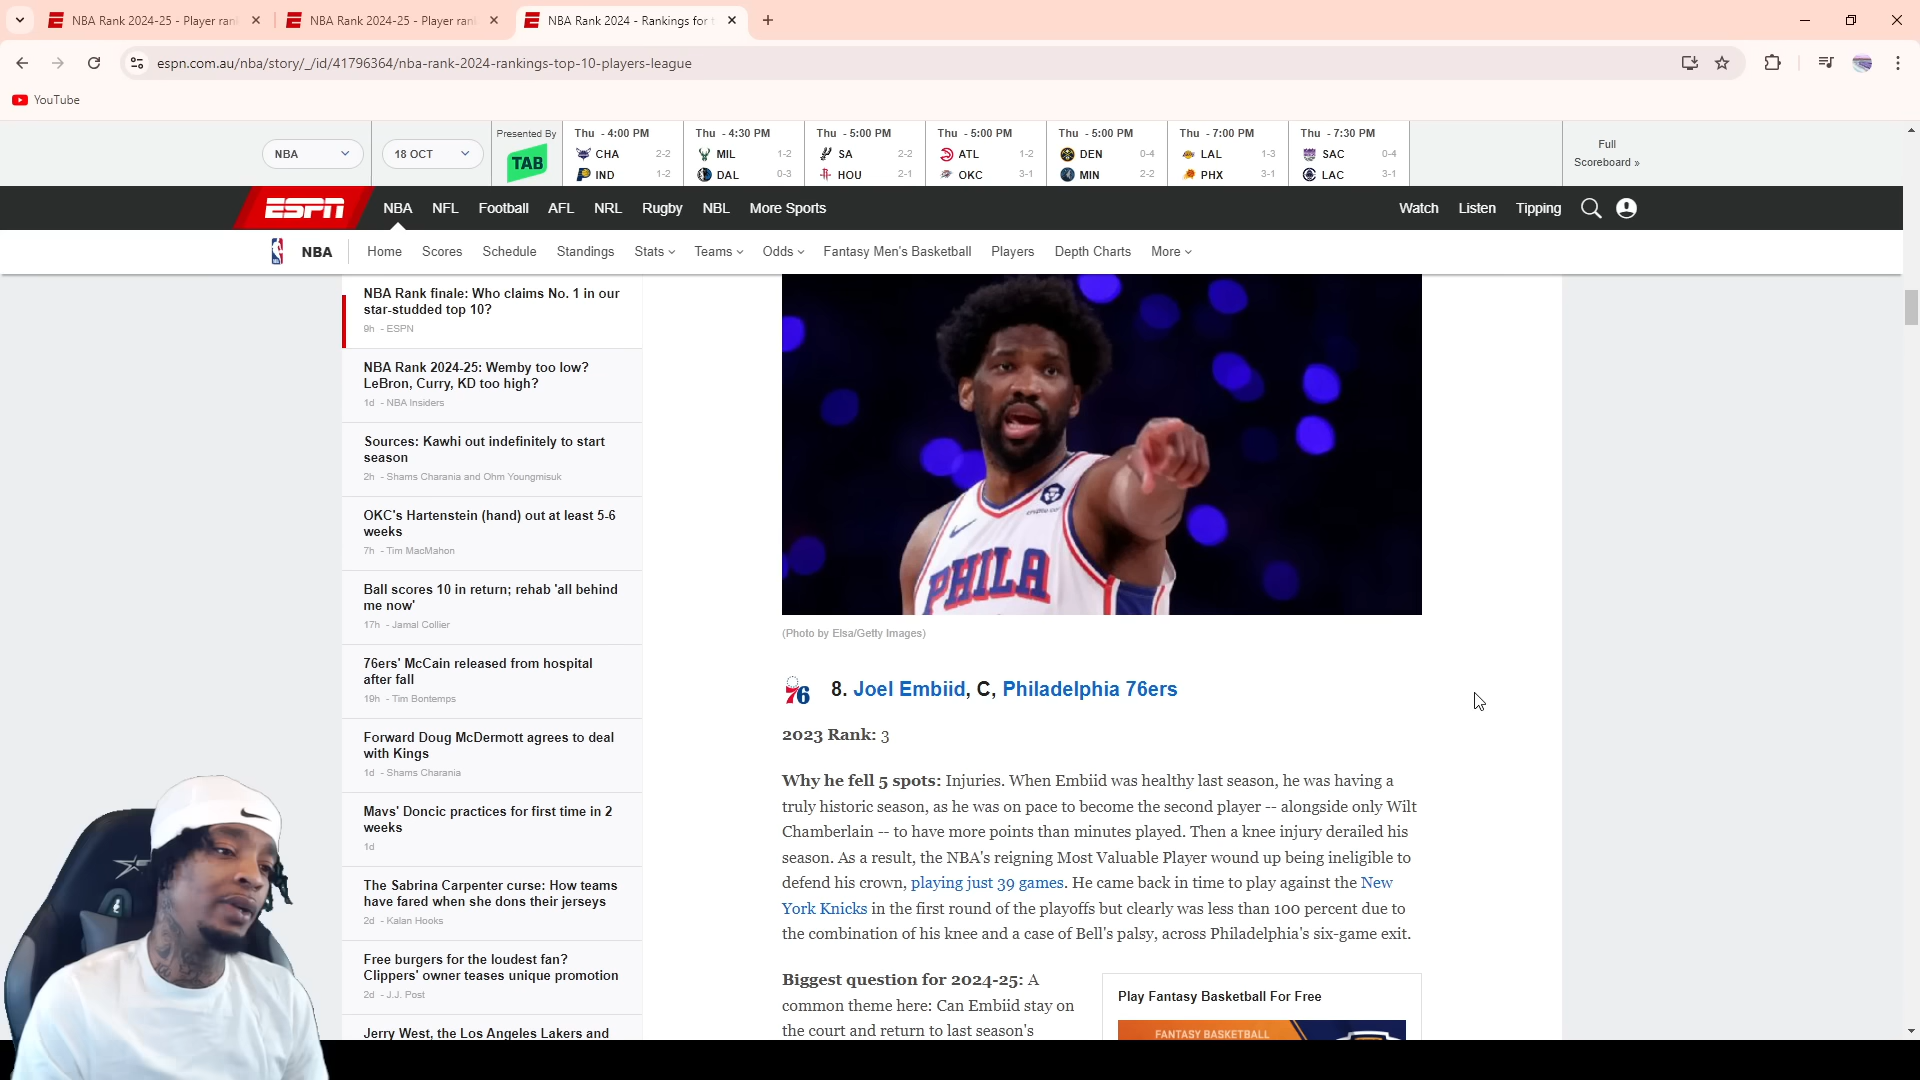 NBA Rank 2024-25 - Player ran
NBA Rank 2024-25 - Player ran
NBA Rank 2024 - Rankings for t
espn.com.au/nba/story/_/id/41796364/nba-rank-2024-rankings-top-10-players-league
YouTube
NBA
18 OCT
Presented By
TAB
Thu - 4:00 PM
CHA 2-2
IND 1-2
Thu - 4:30 PM
MIL 1-2
DAL 0-3
Thu - 5:00 PM
SA 2-2
HOU 2-1
Thu - 5:00 PM
ATL 1-2
OKC 3-1
Thu - 5:00 PM
DEN 0-4
MIN 2-2
Thu - 7:00 PM
LAL 1-3
PHX 3-1
Thu - 7:30 PM
SAC 0-4
LAC 3-1
Full
Scoreboard »
ESPN
NBA NFL Football AFL NRL Rugby NBL More Sports
Watch Listen Tipping
NBA
Home Scores Schedule Standings Stats Teams Odds Fantasy Men's Basketball Players Depth Charts More
NBA Rank finale: Who claims No. 1 in our
star-studded top 10?
9h - ESPN
NBA Rank 2024-25: Wemby too low?
LeBron, Curry, KD too high?
1d - NBA Insiders
Sources: Kawhi out indefinitely to start
season
2h - Shams Charania and Ohm Youngmisuk
OKC's Hartenstein (hand) out at least 5-6
weeks
7h - Tim MacMahon
Ball scores 10 in return; rehab 'all behind
me now'
17h - Jamal Collier
76ers' McCain released from hospital
after fall
19h - Tim Bontemps
Forward Doug McDermott agrees to deal
with Kings
1d - Shams Charania
Mavs' Doncic practices for first time in 2
weeks
1d
The Sabrina Carpenter curse: How teams
have fared when she dons their jerseys
2d - Kalan Hooks
Free burgers for the loudest fan?
Clippers' owner teases unique promotion
2d - J.J. Post
Jerry West, the Los Angeles Lakers and
PHILA
(Photo by Elsa/Getty Images)
76
8. Joel Embiid, C, Philadelphia 76ers
2023 Rank: 3
Why he fell 5 spots: Injuries. When Embiid was healthy last season, he was having a
truly historic season, as he was on pace to become the second player -- alongside only Wilt
Chamberlain -- to have more points than minutes played. Then a knee injury derailed his
season. As a result, the NBA's reigning Most Valuable Player wound up being ineligible to
defend his crown, playing just 39 games. He came back in time to play against the New
York Knicks in the first round of the playoffs but clearly was less than 100 percent due to
the combination of his knee and a case of Bell's palsy, across Philadelphia's six-game exit.
Biggest question for 2024-25: A
common theme here: Can Embiid stay on
the court and return to last season's
Play Fantasy Basketball For Free
FANTASY BASKETBALL